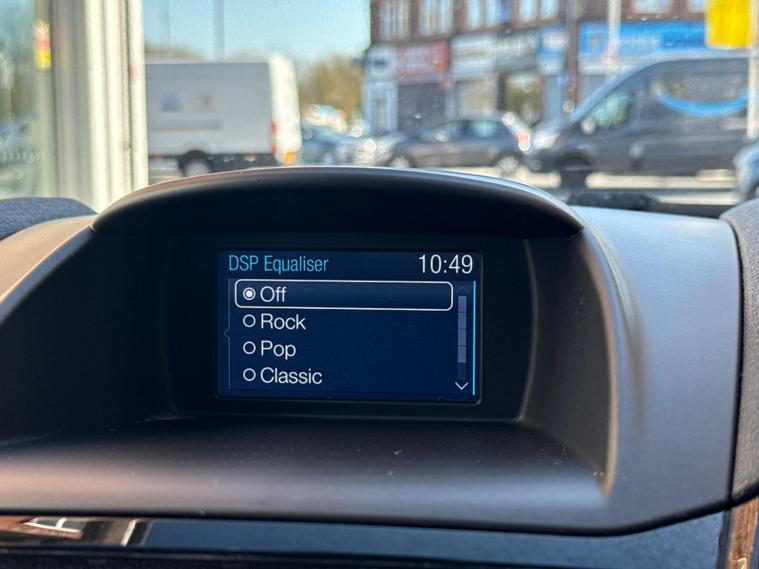 DSP Equaliser 10:49
Off
Rock
Pop
Classic